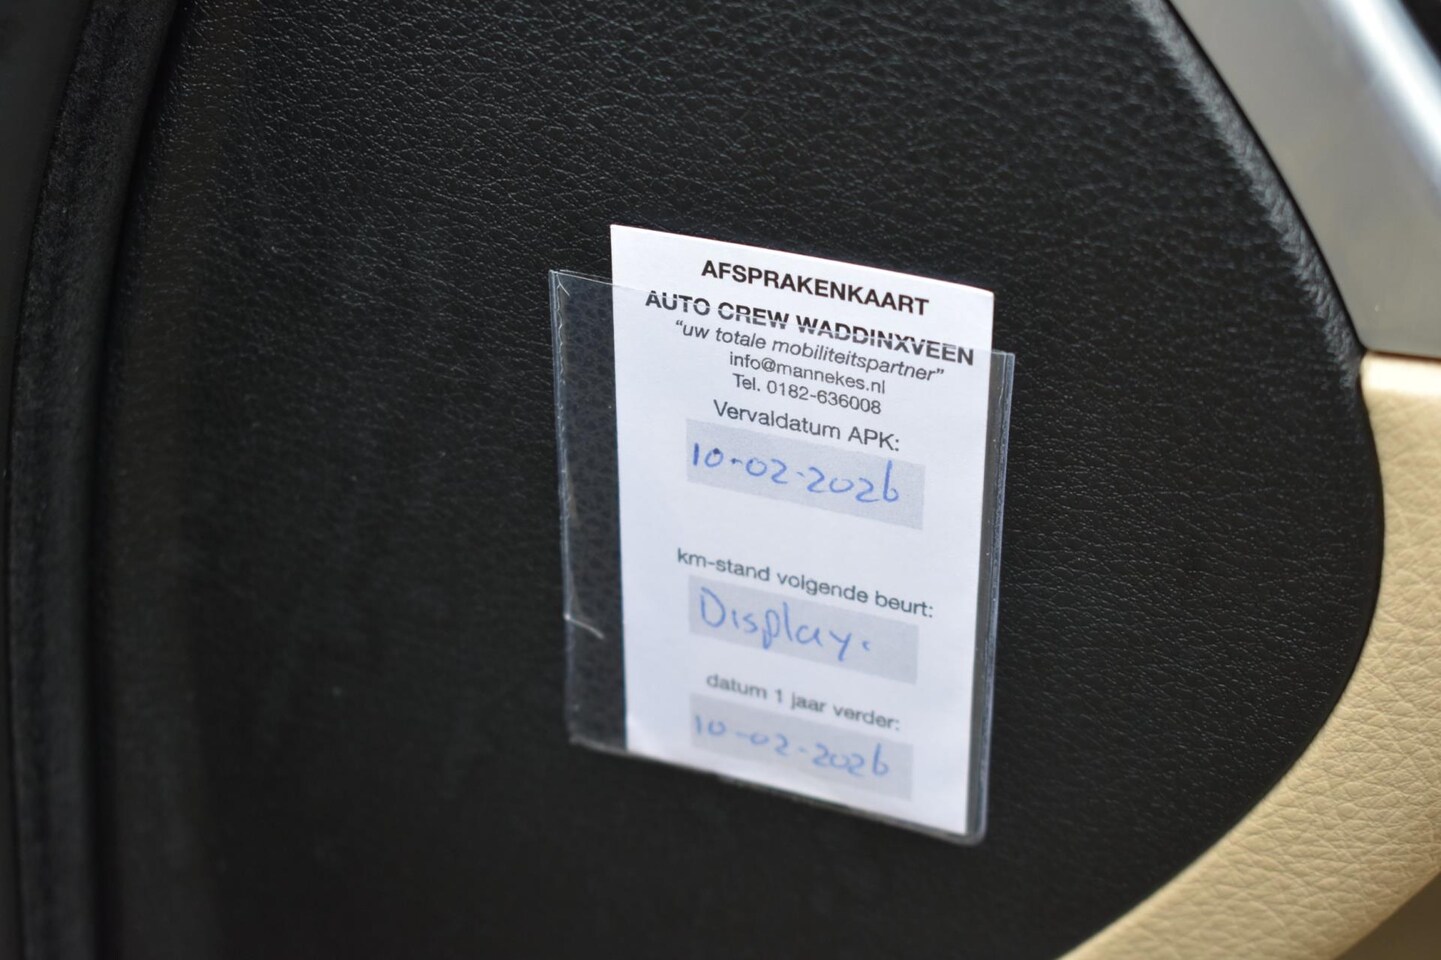 AFSPRAKENKAART
AUTO CREW WADDINXVEEN
"uw totale mobiliteitspartner"
info@mannekes.nl
Tel. 0182-636008
Vervaldatum APK:
10-02-2026
km-stand volgende beurt:
Display.
datum 1 jaar verder:
10-02-2026